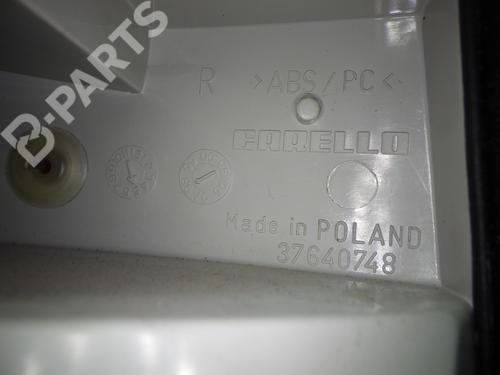 B-PARTS
R >ABS/PC<
CARELLO
Made in POLAND
37640748